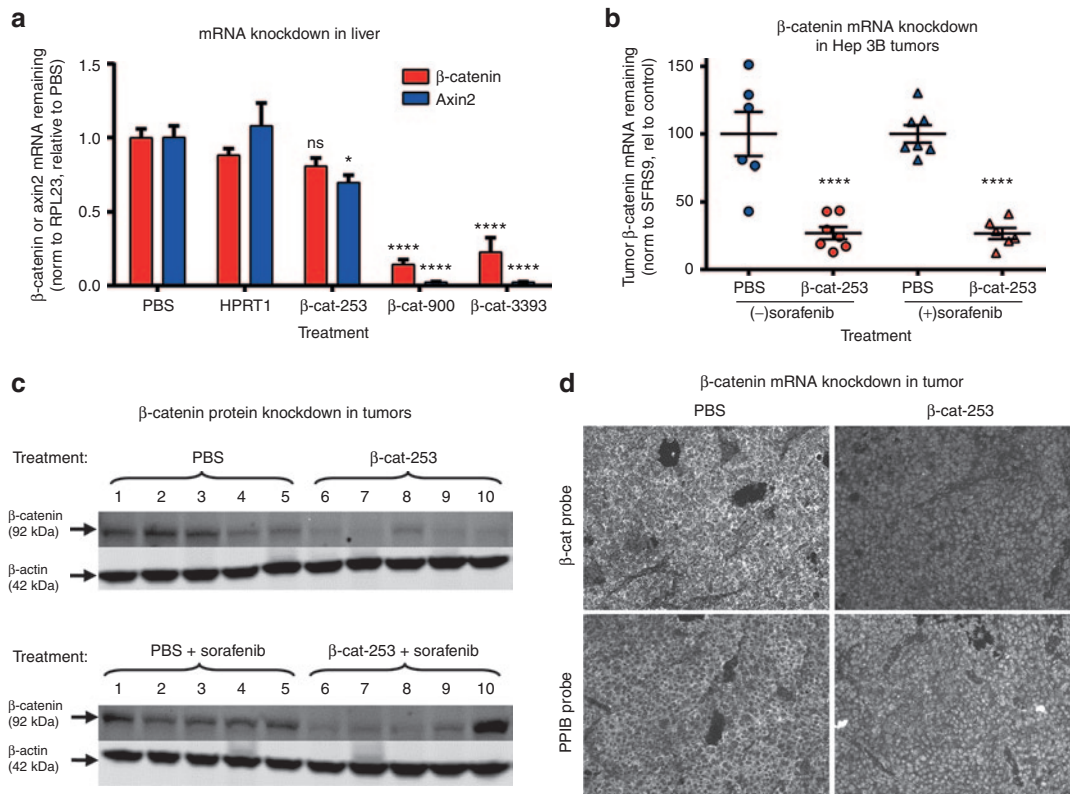 a
mRNA knockdown in liver
β-catenin or axin2 mRNA remaining
(norm to RPL23, relative to PBS)
1.5
1.0
0.5
0.0
β-catenin
Axin2
ns
*
****
****
****
****
PBS
HPRT1
β-cat-253
β-cat-900
β-cat-3393
Treatment
b
β-catenin mRNA knockdown
in Hep 3B tumors
Tumor β-catenin mRNA remaining
(norm to SFRS9, rel to control)
150
100
50
0
****
****
PBS
β-cat-253
PBS
β-cat-253
(−)sorafenib
(+)sorafenib
Treatment
c
β-catenin protein knockdown in tumors
Treatment:
PBS
β-cat-253
1 2 3 4 5 6 7 8 9 10
β-catenin
(92 kDa)
β-actin
(42 kDa)
Treatment:
PBS + sorafenib
β-cat-253 + sorafenib
1 2 3 4 5 6 7 8 9 10
β-catenin
(92 kDa)
β-actin
(42 kDa)
d
β-catenin mRNA knockdown in tumor
PBS
β-cat-253
β-cat probe
PPIB probe